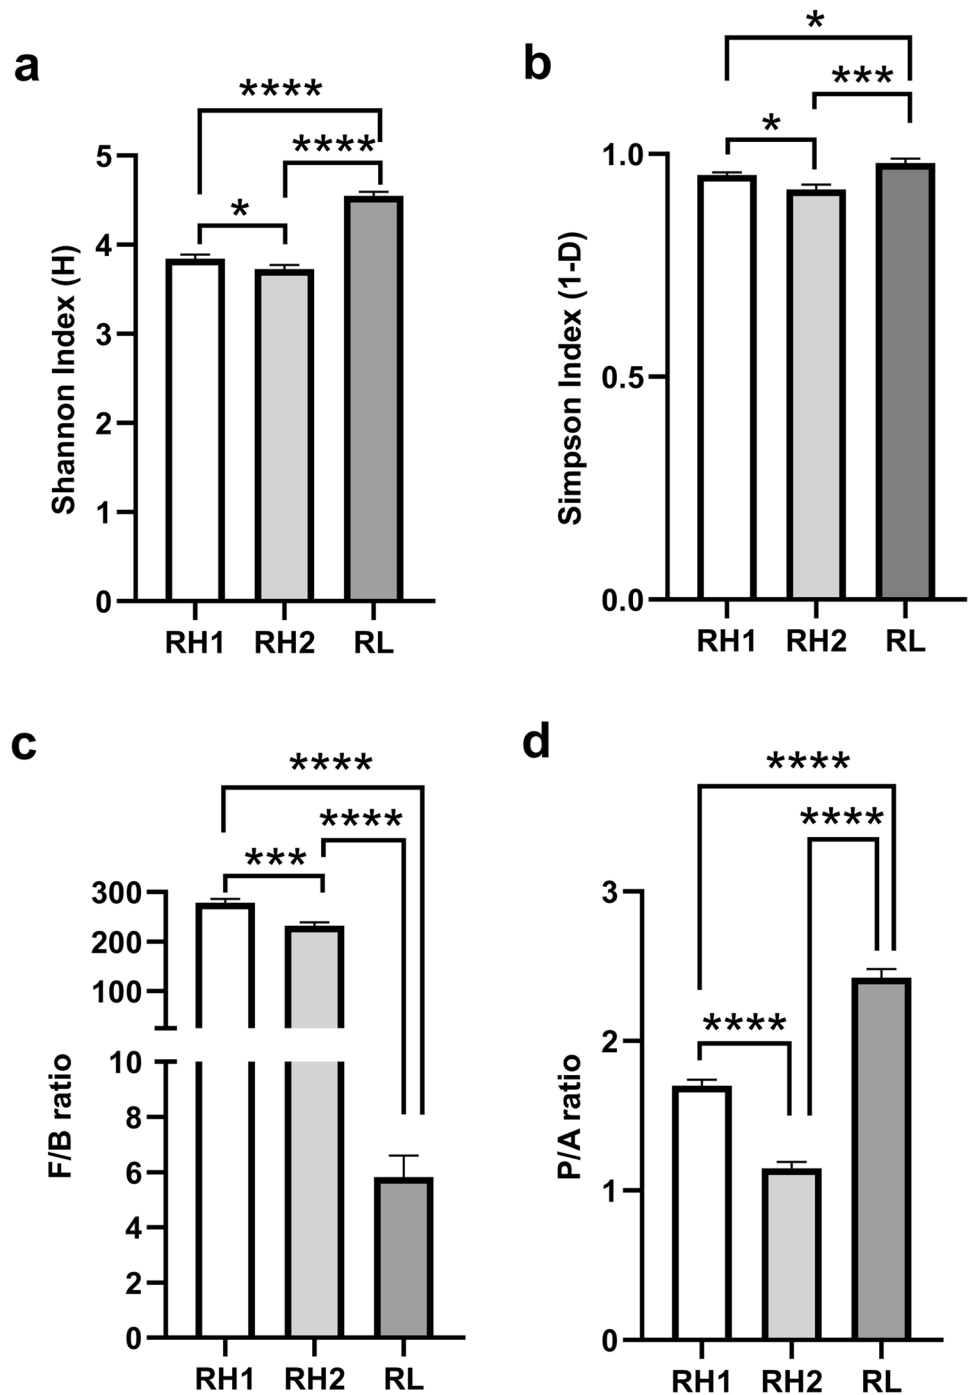 a
****
****
*
Shannon Index (H)
5
4
3
2
1
0
RH1 RH2 RL
b
*
***
*
Simpson Index (1-D)
1.0
0.5
0.0
RH1 RH2 RL
c
****
****
***
F/B ratio
300
200
100
10
8
6
4
2
0
RH1 RH2 RL
d
****
****
****
P/A ratio
3
2
1
0
RH1 RH2 RL